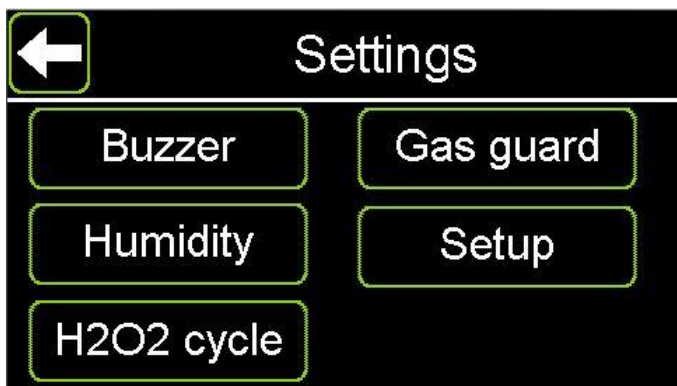 Settings
Buzzer
Gas guard
Humidity
Setup
H2O2 cycle